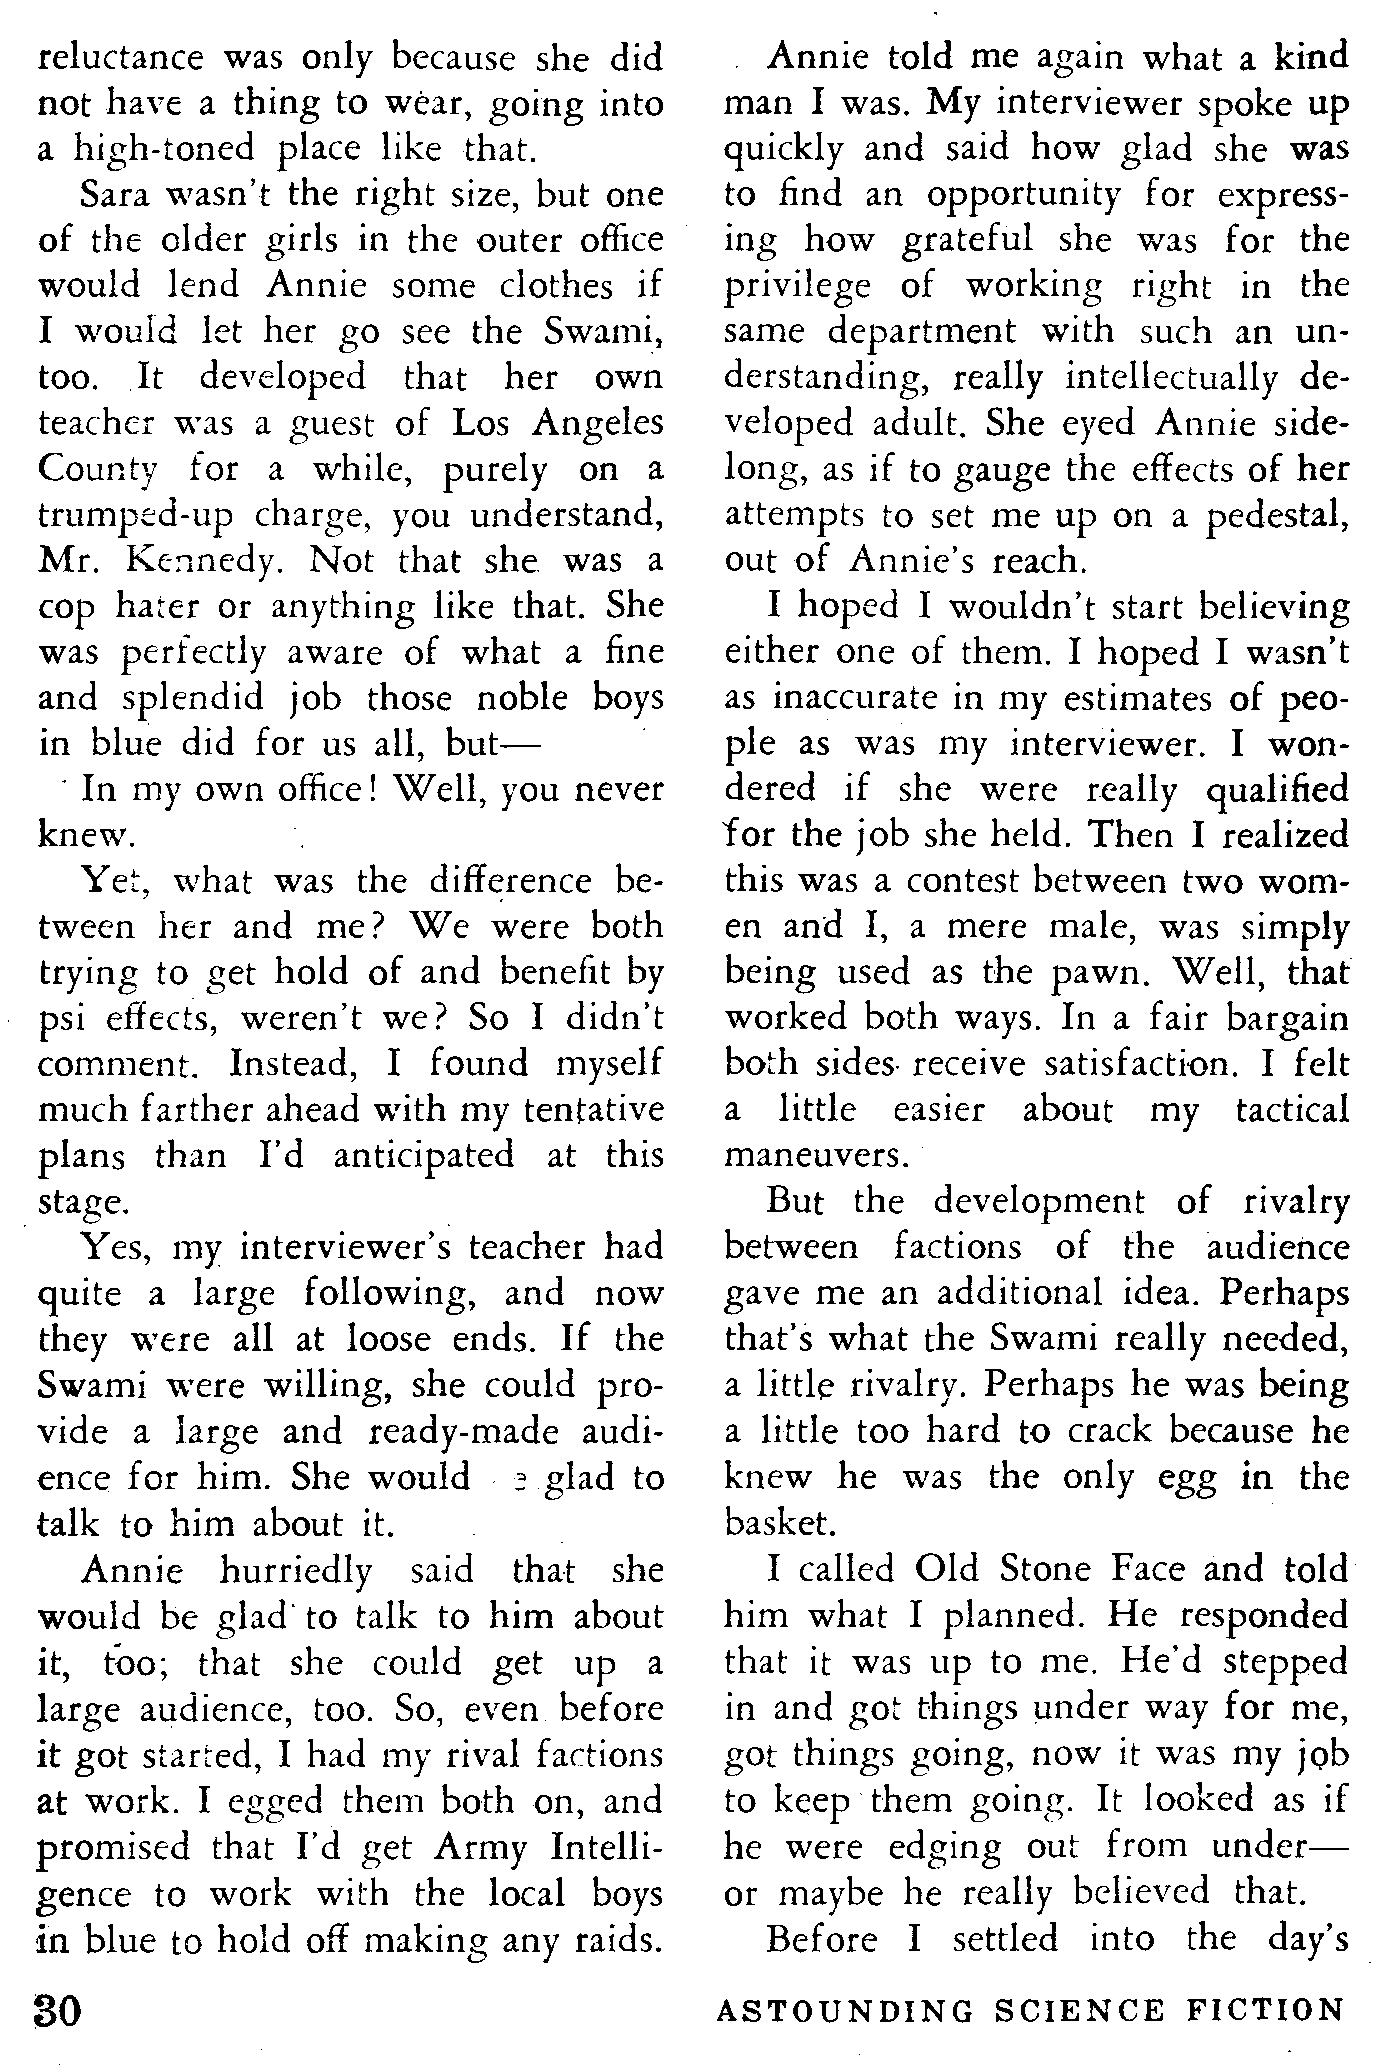 reluctance was only because she did
not have a thing to wear, going into
a high-toned place like that.
Sara wasn't the right size, but one
of the older girls in the outer office
would lend Annie some clothes if
I would let her go see the Swami,
too. It developed that her own
teacher was a guest of Los Angeles
County for a while, purely on a
trumped-up charge, you understand,
Mr. Kennedy. Not that she was a
cop hater or anything like that. She
was perfectly aware of what a fine
and splendid job those noble boys
in blue did for us all, but—
In my own office! Well, you never
knew.
Yet, what was the difference be-
tween her and me? We were both
trying to get hold of and benefit by
psi effects, weren't we? So I didn't
comment. Instead, I found myself
much farther ahead with my tentative
plans than I'd anticipated at this
stage.
Yes, my interviewer's teacher had
quite a large following, and now
they were all at loose ends. If the
Swami were willing, she could pro-
vide a large and ready-made audi-
ence for him. She would glad to
talk to him about it.
Annie hurriedly said that she
would be glad to talk to him about
it, too; that she could get up a
large audience, too. So, even before
it got started, I had my rival factions
at work. I egged them both on, and
promised that I'd get Army Intelli-
gence to work with the local boys
in blue to hold off making any raids.
Annie told me again what a kind
man I was. My interviewer spoke up
quickly and said how glad she was
to find an opportunity for express-
ing how grateful she was for the
privilege of working right in the
same department with such an un-
derstanding, really intellectually de-
veloped adult. She eyed Annie side-
long, as if to gauge the effects of her
attempts to set me up on a pedestal,
out of Annie's reach.
I hoped I wouldn't start believing
either one of them. I hoped I wasn't
as inaccurate in my estimates of peo-
ple as was my interviewer. I won-
dered if she were really qualified
for the job she held. Then I realized
this was a contest between two wom-
en and I, a mere male, was simply
being used as the pawn. Well, that
worked both ways. In a fair bargain
both sides receive satisfaction. I felt
a little easier about my tactical
maneuvers.
But the development of rivalry
between factions of the audience
gave me an additional idea. Perhaps
that's what the Swami really needed,
a little rivalry. Perhaps he was being
a little too hard to crack because he
knew he was the only egg in the
basket.
I called Old Stone Face and told
him what I planned. He responded
that it was up to me. He'd stepped
in and got things under way for me,
got things going, now it was my job
to keep them going. It looked as if
he were edging out from under—
or maybe he really believed that.
Before I settled into the day's
30
ASTOUNDING SCIENCE FICTION